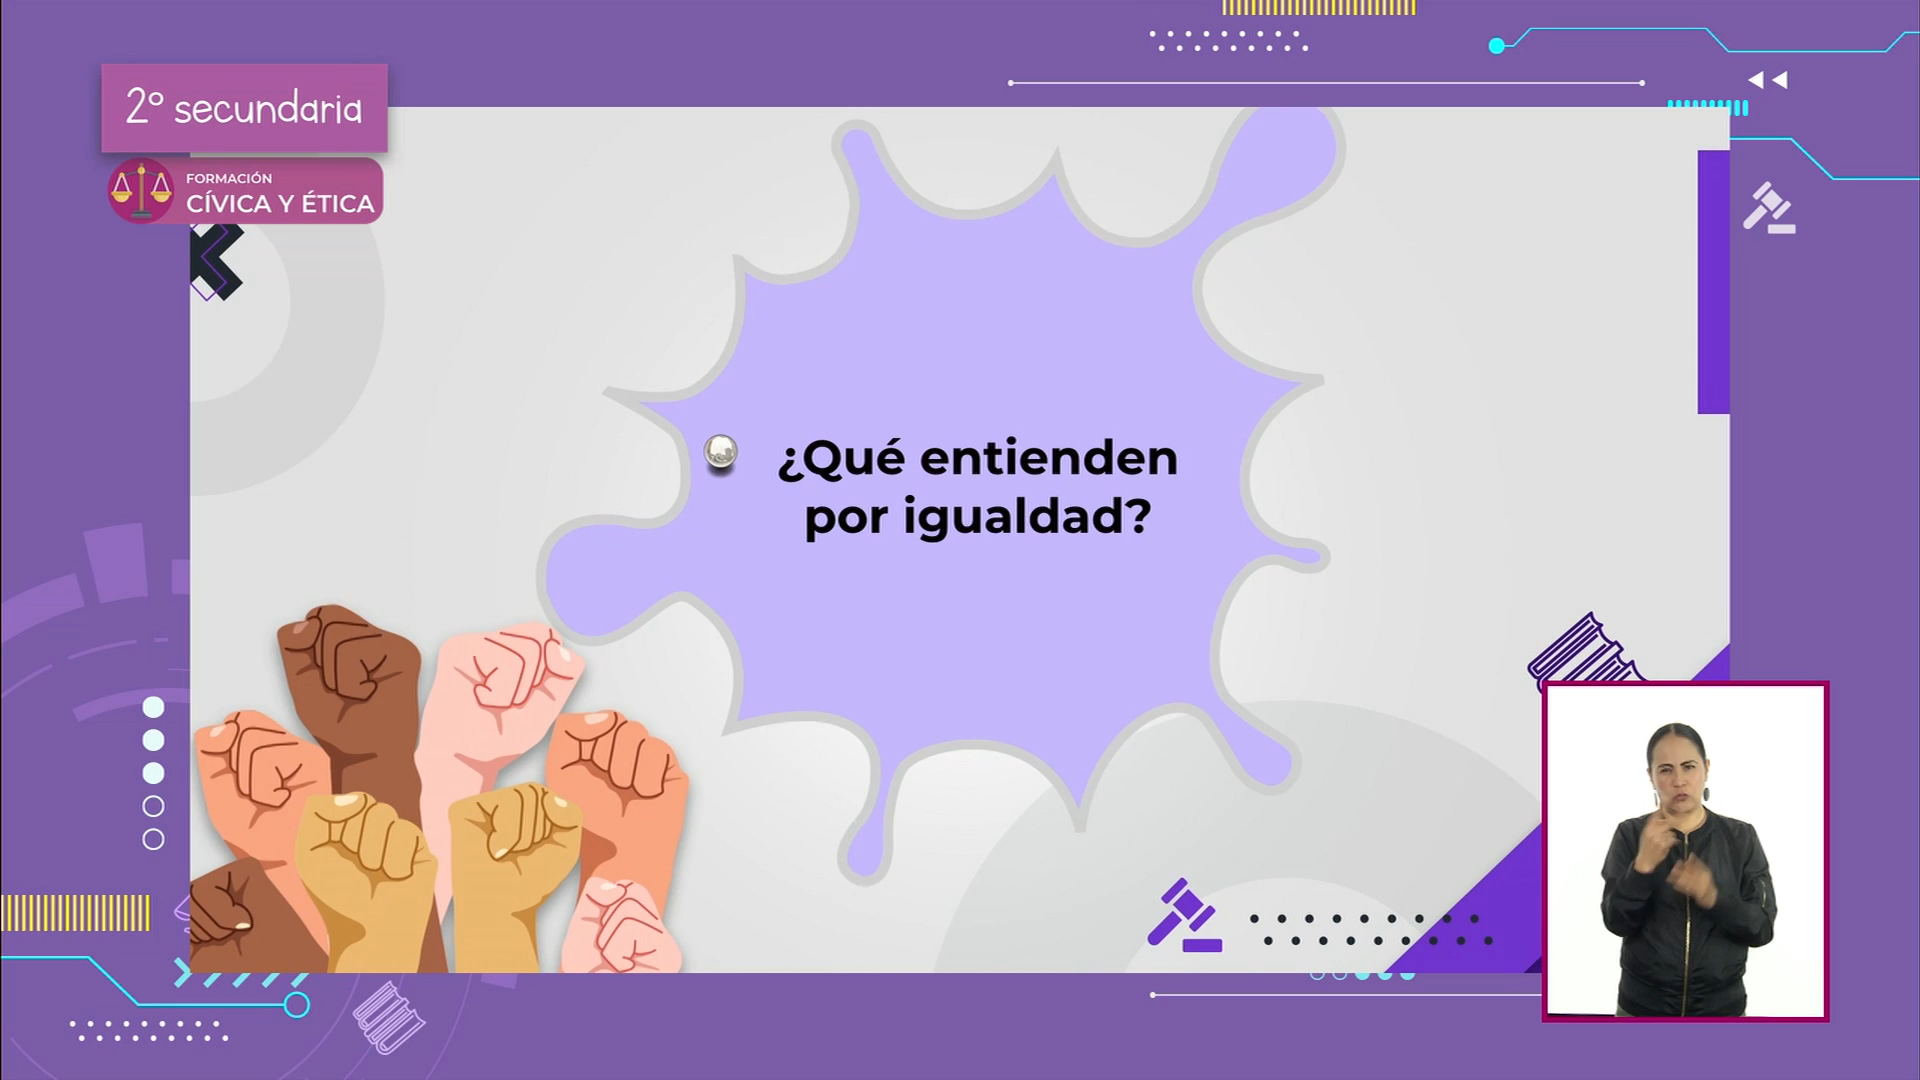 2° secundaria
FORMACIÓN
CÍVICA Y ÉTICA
¿Qué entienden
por igualdad?